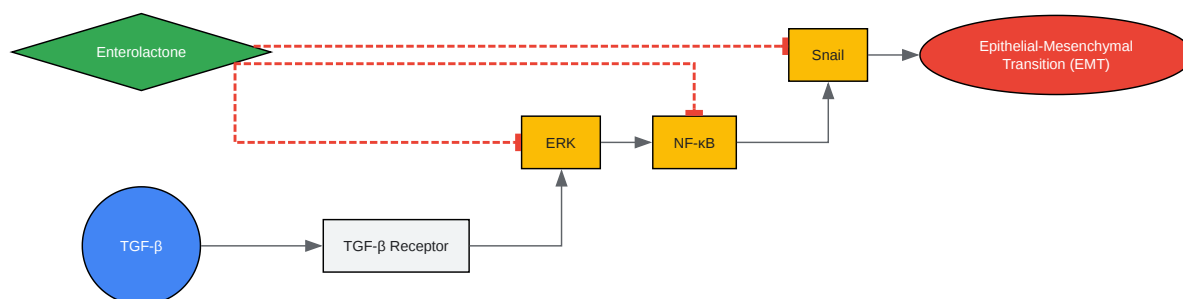 Enterolactone
Snail
Epithelial-Mesenchymal
Transition (EMT)
ERK
NF-κB
TGF-β
TGF-β Receptor